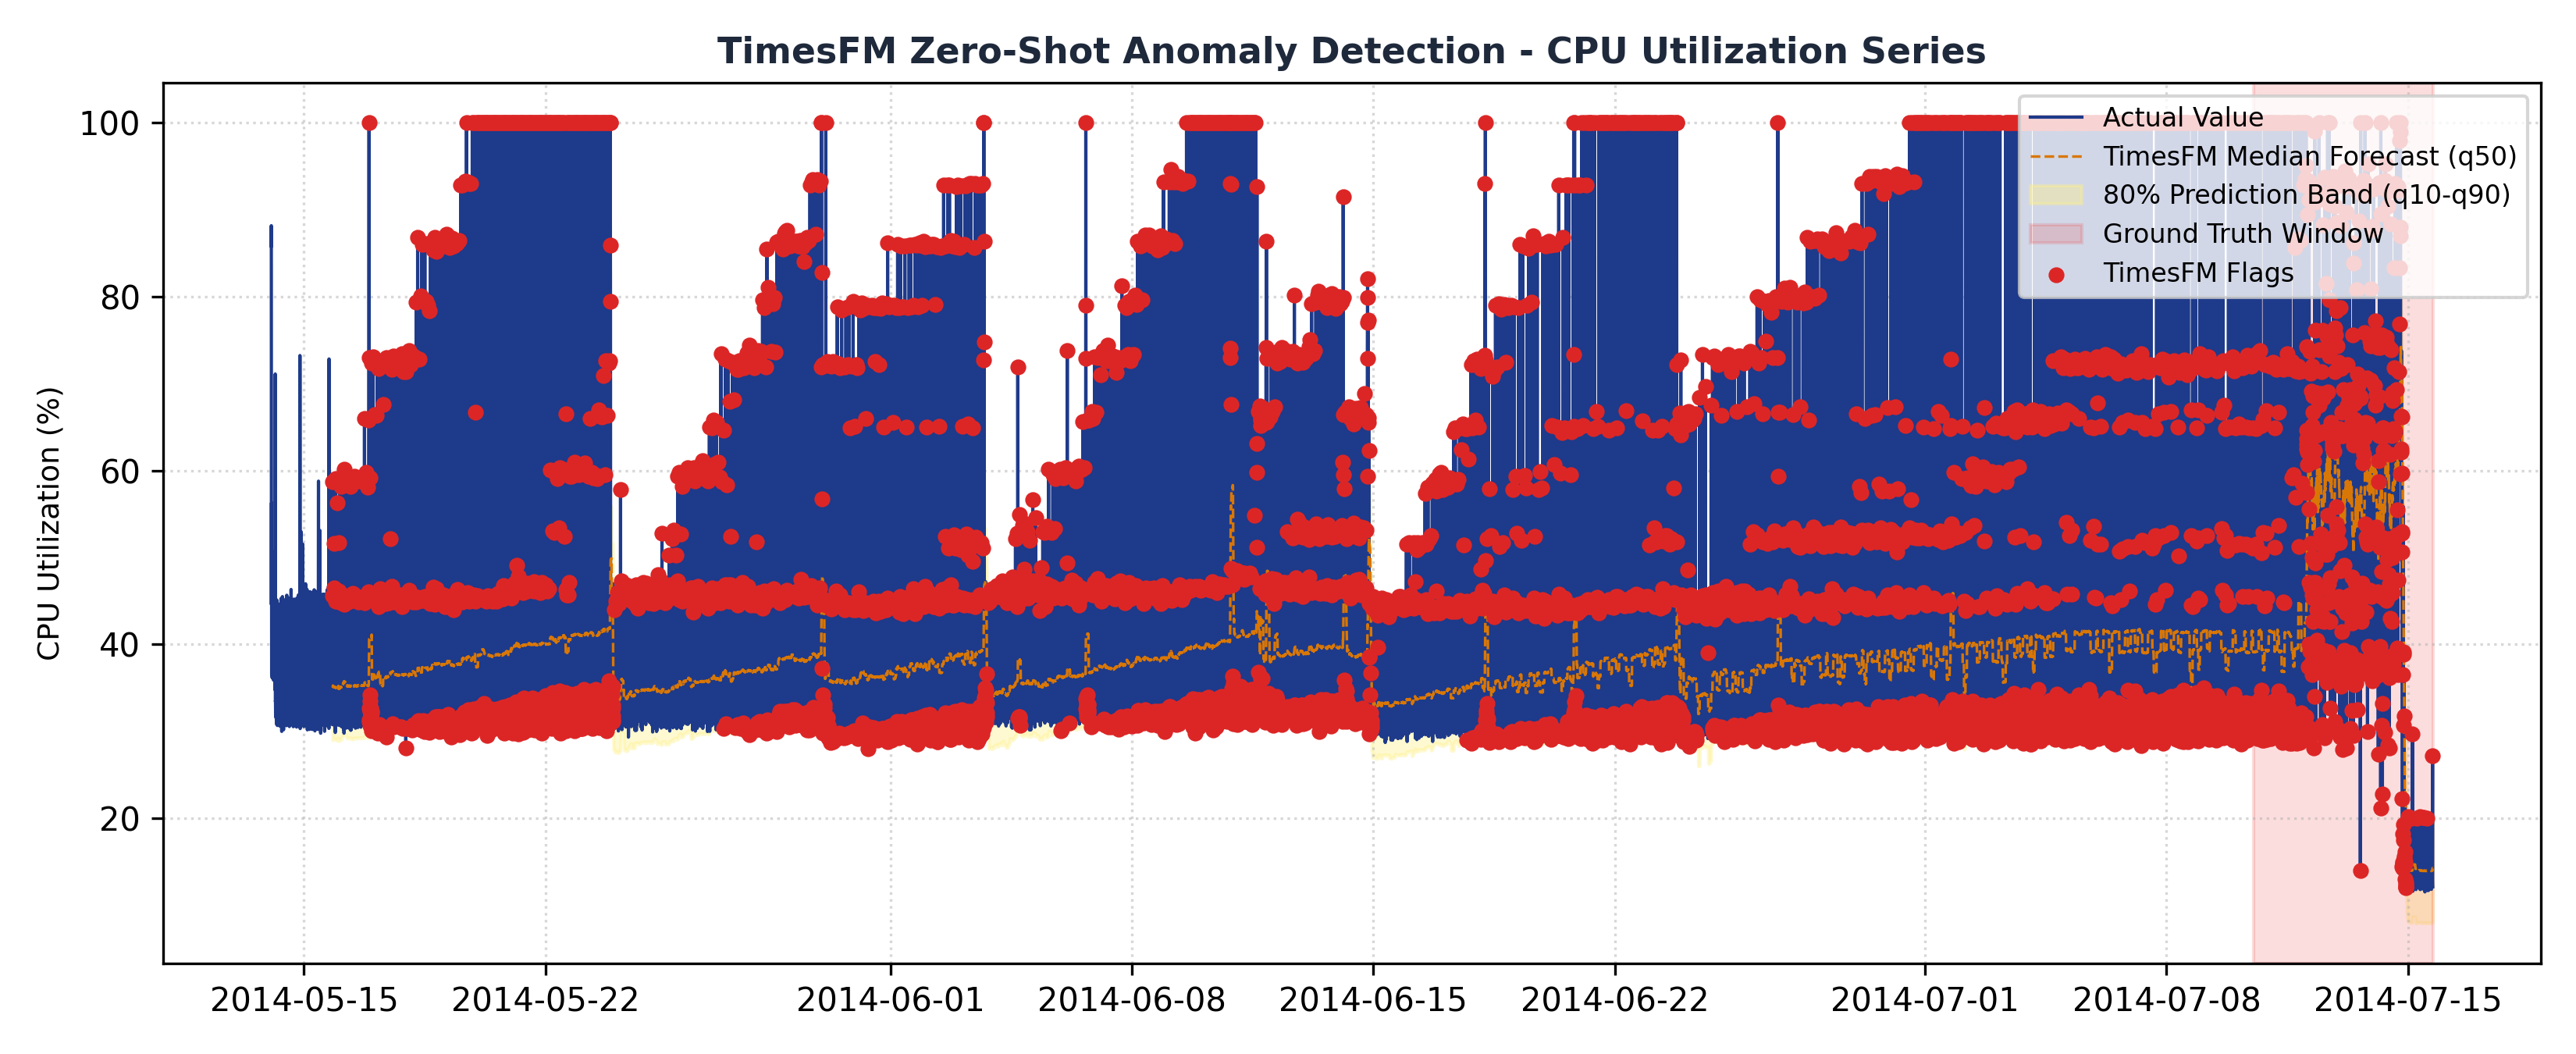 TimesFM Zero-Shot Anomaly Detection - CPU Utilization Series
CPU Utilization (%)
100
80
60
40
20
Actual Value
TimesFM Median Forecast (q50)
80% Prediction Band (q10-q90)
Ground Truth Window
TimesFM Flags
2014-05-15
2014-05-22
2014-06-01
2014-06-08
2014-06-15
2014-06-22
2014-07-01
2014-07-08
2014-07-15